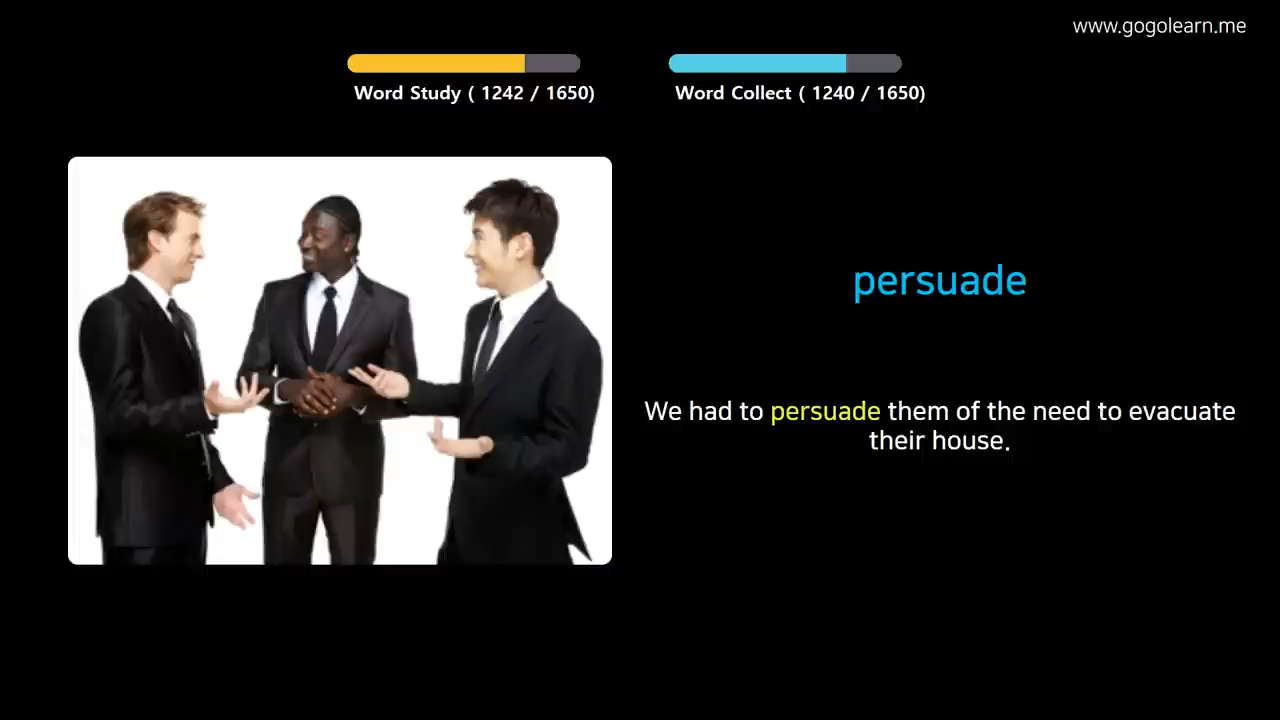 www.gogolearn.me
Word Study ( 1242 / 1650)
Word Collect ( 1240 / 1650)
persuade
We had to persuade them of the need to evacuate
their house.